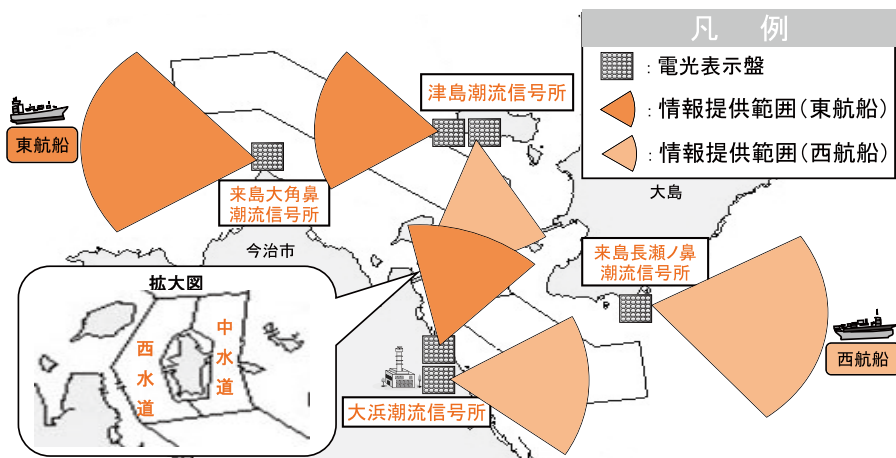 凡 例
:電光表示盤
:情報提供範囲(東航船)
:情報提供範囲(西航船)
津島潮流信号所
東航船
来島大角鼻
潮流信号所
大島
今治市
来島長瀬ノ鼻
潮流信号所
拡大図
中水道
西水道
西航船
大浜潮流信号所